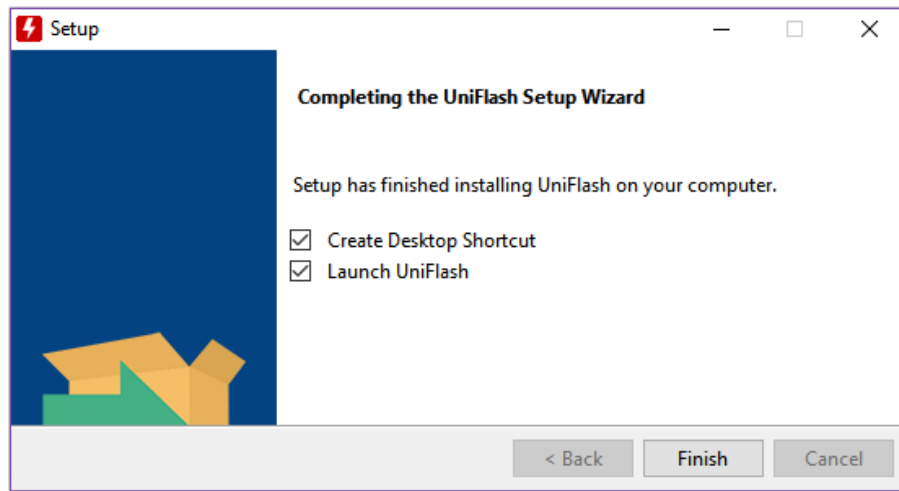 Setup
Completing the UniFlash Setup Wizard
Setup has finished installing UniFlash on your computer.
Create Desktop Shortcut
Launch UniFlash
< Back
Finish
Cancel